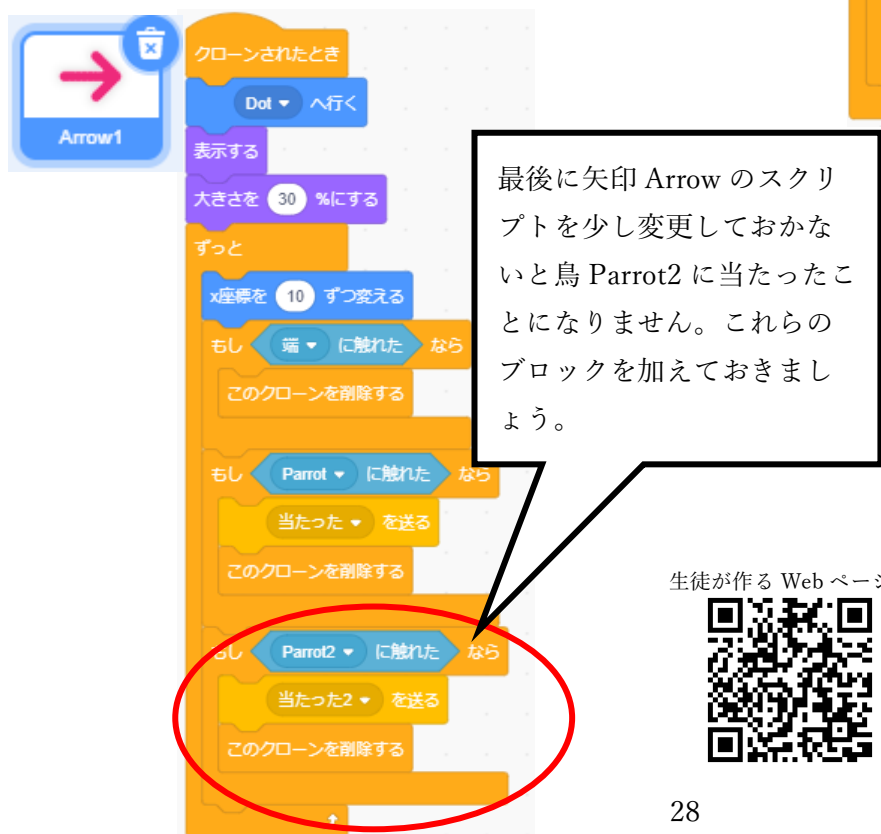 Arrow1
クローンされたとき
Dot へ行く
表示する
大きさを 30 %にする
ずっと
x座標を 10 ずつ変える
もし 端 に触れた なら
このクローンを削除する
もし Parrot に触れた なら
当たった を送る
このクローンを削除する
もし Parrot2 に触れた なら
当たった2 を送る
このクローンを削除する
最後に矢印 Arrow のスクリ
プトを少し変更しておかな
いと鳥 Parrot2 に当たったこ
とになりません。これらの
ブロックを加えておきまし
ょう。
生徒が作る Web ページ
28